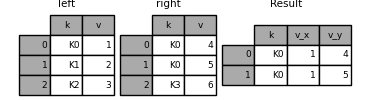 left right Result
k v k v k v_x v_y
0 K0 1 0 K0 4 0 K0 1 4
1 K1 2 1 K0 5 1 K0 1 5
2 K2 3 2 K3 6